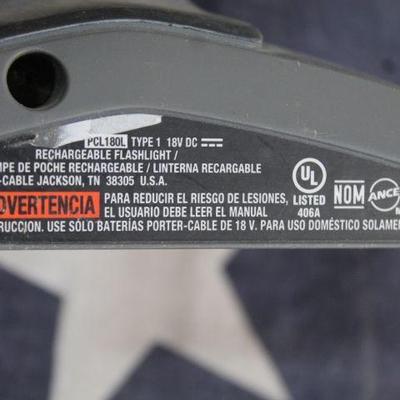 PCL180L TYPE 1 18V DC
RECHARGEABLE FLASHLIGHT /
MPE DE POCHE RECHARGEABLE / LINTERNA RECARGABLE
-CABLE JACKSON, TN 38305 U.S.A.
DVERTENCIA PARA REDUCIR EL RIESGO DE LESIONES,
EL USUARIO DEBE LEER EL MANUAL
RUCCION. USE SÓLO BATERÍAS PORTER-CABLE DE 18 V. PARA USO DOMÉSTICO SOLAMEN
UL
LISTED
406A
NOM
ANCE